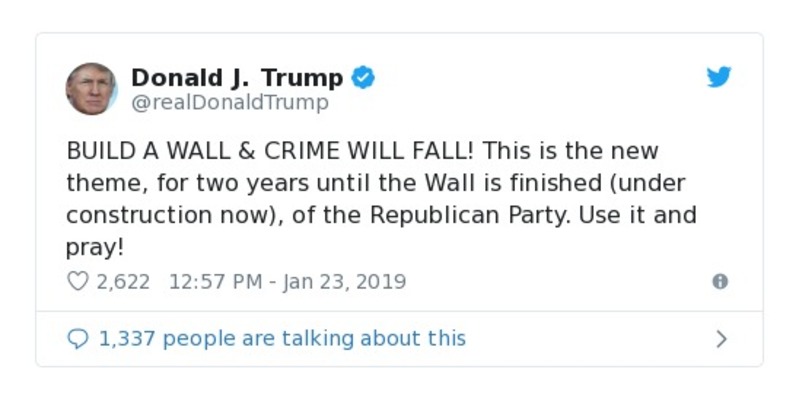 Donald J. Trump
@realDonaldTrump
BUILD A WALL & CRIME WILL FALL! This is the new
theme, for two years until the Wall is finished (under
construction now), of the Republican Party. Use it and
pray!
2,622 12:57 PM - Jan 23, 2019
1,337 people are talking about this